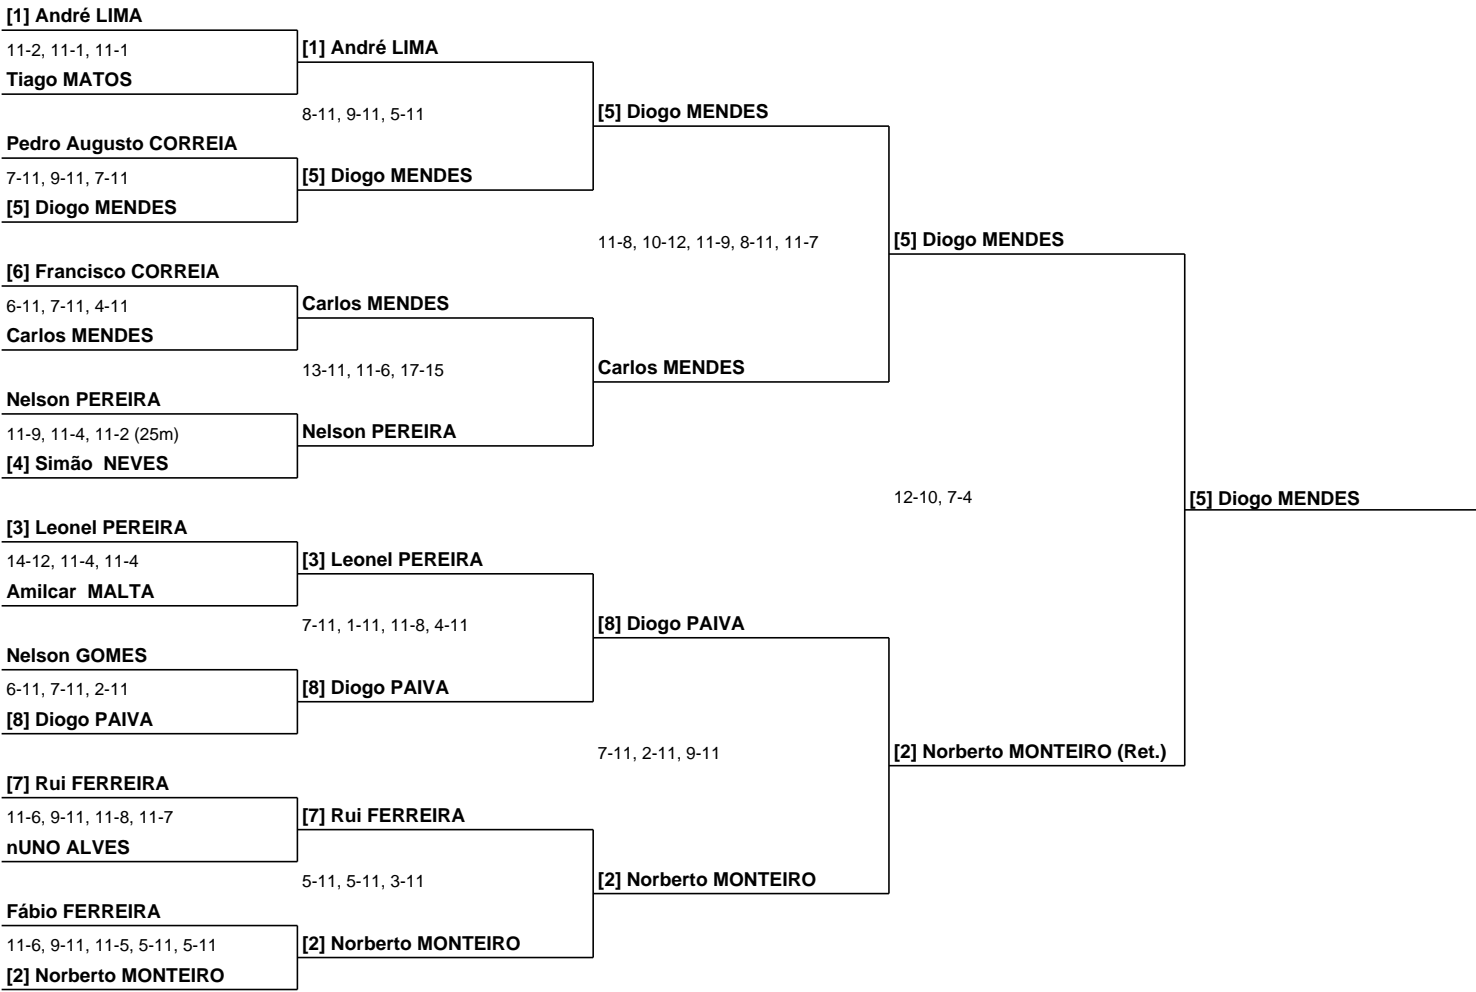 [1] André LIMA
11-2, 11-1, 11-1
Tiago MATOS
Pedro Augusto CORREIA
7-11, 9-11, 7-11
[5] Diogo MENDES
[6] Francisco CORREIA
6-11, 7-11, 4-11
Carlos MENDES
Nelson PEREIRA
11-9, 11-4, 11-2 (25m)
[4] Simão  NEVES
[3] Leonel PEREIRA
14-12, 11-4, 11-4
Amilcar  MALTA
Nelson GOMES
6-11, 7-11, 2-11
[8] Diogo PAIVA
[7] Rui FERREIRA
11-6, 9-11, 11-8, 11-7
nUNO ALVES
Fábio FERREIRA
11-6, 9-11, 11-5, 5-11, 5-11
[2] Norberto MONTEIRO
[1] André LIMA
8-11, 9-11, 5-11
[5] Diogo MENDES
Carlos MENDES
13-11, 11-6, 17-15
Nelson PEREIRA
[3] Leonel PEREIRA
7-11, 1-11, 11-8, 4-11
[8] Diogo PAIVA
[7] Rui FERREIRA
5-11, 5-11, 3-11
[2] Norberto MONTEIRO
[5] Diogo MENDES
11-8, 10-12, 11-9, 8-11, 11-7
Carlos MENDES
[8] Diogo PAIVA
7-11, 2-11, 9-11
[2] Norberto MONTEIRO
[5] Diogo MENDES
12-10, 7-4
[2] Norberto MONTEIRO (Ret.)
[5] Diogo MENDES